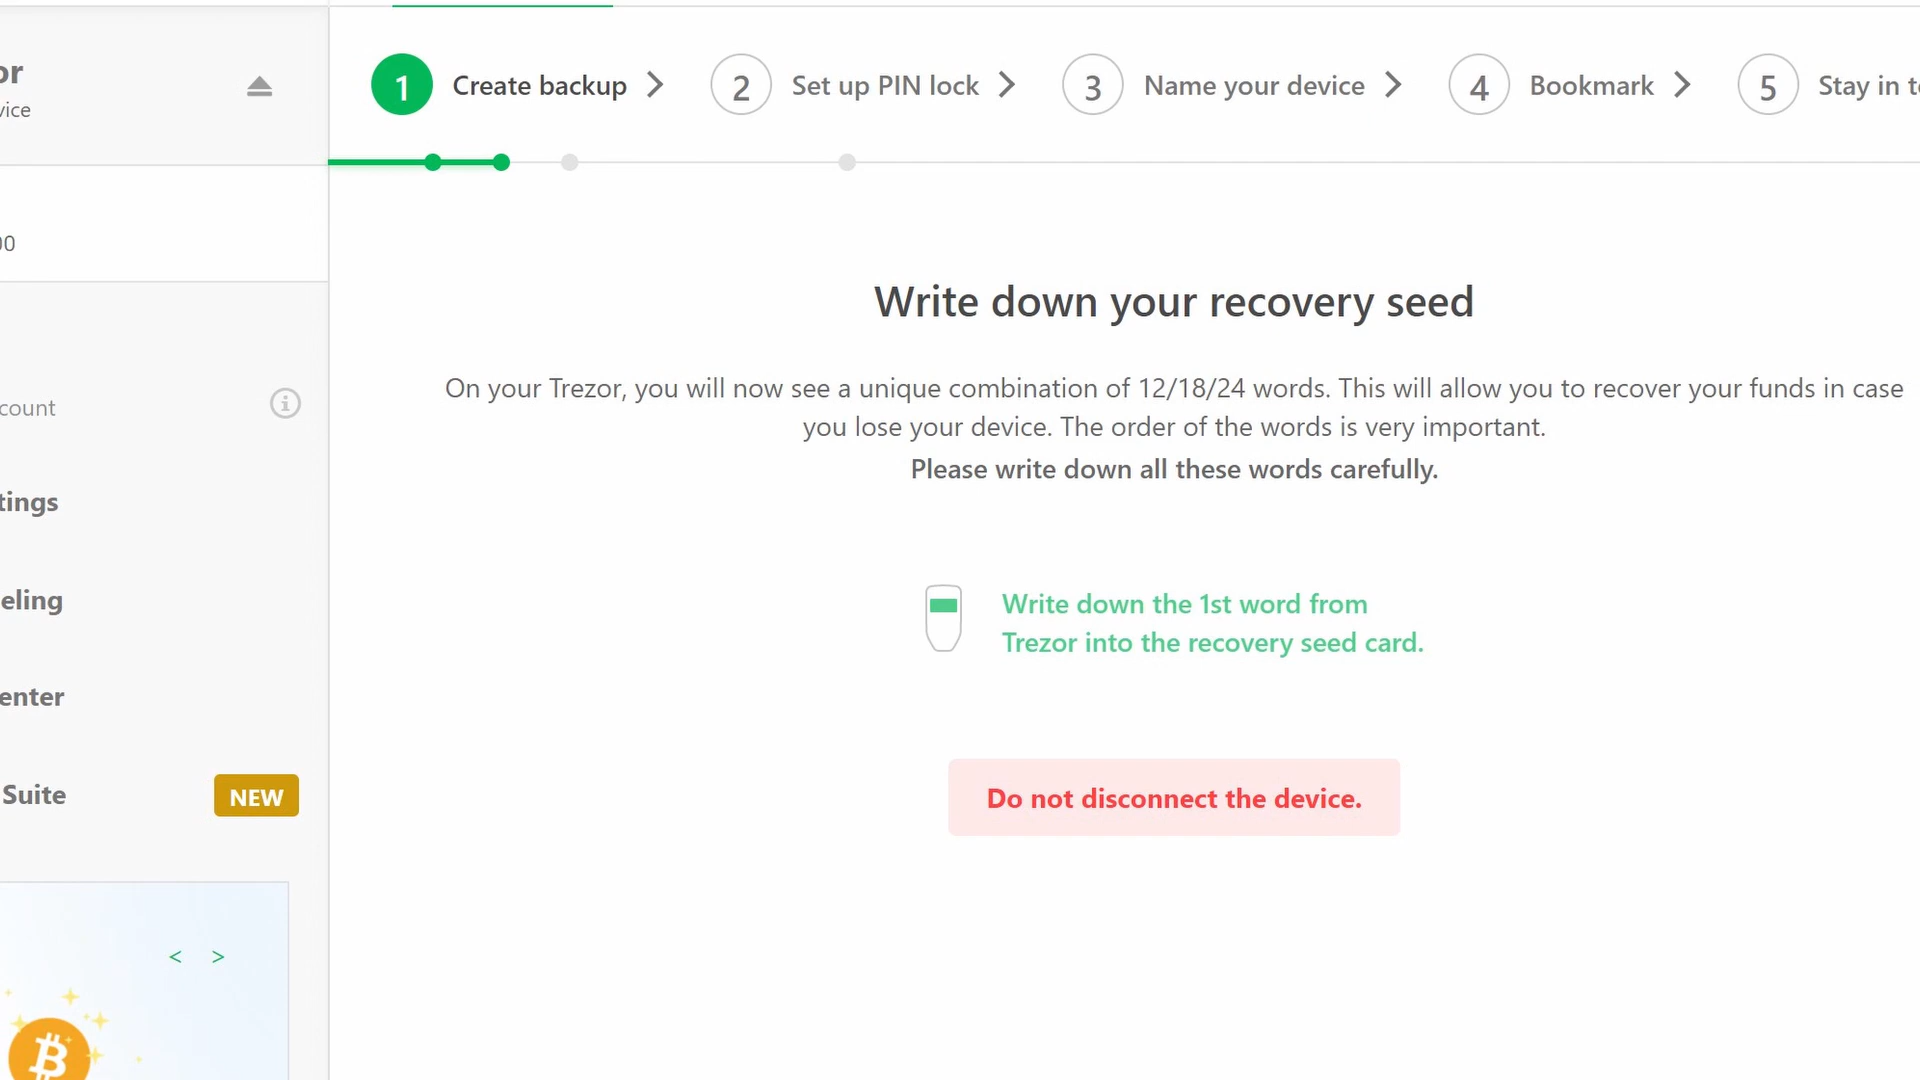 1 Create backup
2 Set up PIN lock
3 Name your device
4 Bookmark
5 Stay in
or
vice
00
count
tings
eling
enter
Suite NEW
< >
Write down your recovery seed
On your Trezor, you will now see a unique combination of 12/18/24 words. This will allow you to recover your funds in case
you lose your device. The order of the words is very important.
Please write down all these words carefully.
Write down the 1st word from
Trezor into the recovery seed card.
Do not disconnect the device.